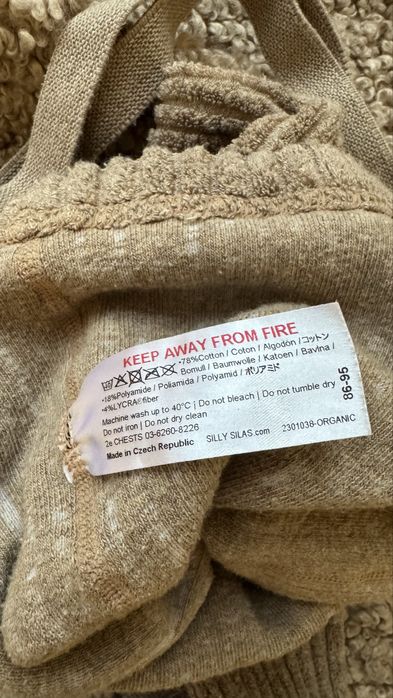 KEEP AWAY FROM FIRE
•78%Cotton / Coton / Algodón / コットン
Bomull / Baumwolle / Katoen / Bavlna /
•18%Polyamide / Poliamida / Polyamid / ポリアミド
•4%LYCRA®fiber
86-95
Machine wash up to 40°C | Do not bleach | Do not tumble dry
Do not iron | Do not dry clean
2e CHESTS 03-6260-8226
Made in Czech Republic SILLY SILAS.com 2301038-ORGANIC